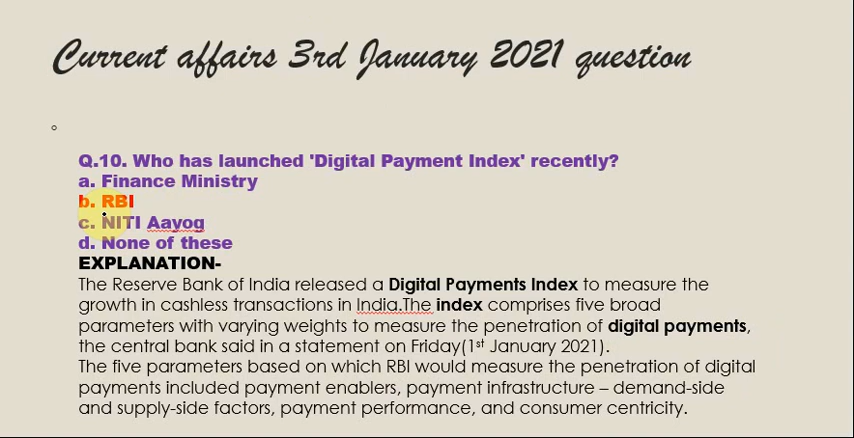 Current affairs 3rd January 2021 question
Q.10. Who has launched 'Digital Payment Index' recently?
a. Finance Ministry
b. RBI
c. NITI Aayog
d. None of these
EXPLANATION-
The Reserve Bank of India released a Digital Payments Index to measure the
growth in cashless transactions in India.The index comprises five broad
parameters with varying weights to measure the penetration of digital payments,
the central bank said in a statement on Friday(1st January 2021).
The five parameters based on which RBI would measure the penetration of digital
payments included payment enablers, payment infrastructure – demand-side
and supply-side factors, payment performance, and consumer centricity.